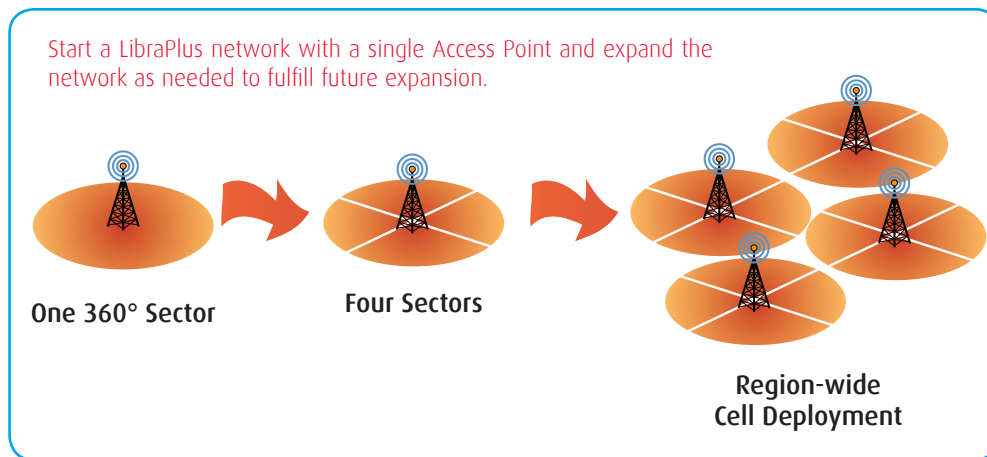 Start a LibraPlus network with a single Access Point and expand the
network as needed to fulfill future expansion.
One 360° Sector
Four Sectors
Region-wide
Cell Deployment